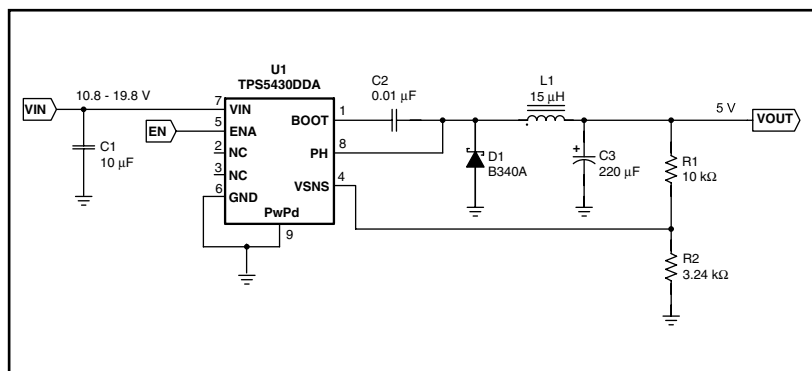 U1
TPS5430DDA
VIN
10.8 - 19.8 V
7
VIN
EN
5
ENA
2
NC
3
NC
6
GND
PwPd
9
BOOT
1
PH
8
VSNS
4
C1
10 µF
C2
0.01 µF
D1
B340A
L1
15 µH
+
C3
220 µF
5 V
VOUT
R1
10 kΩ
R2
3.24 kΩ